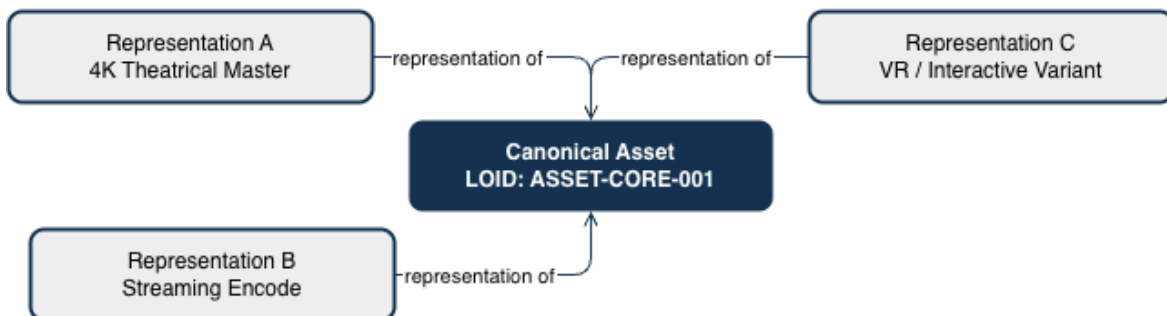 Representation A
4K Theatrical Master
representation of
representation of
Representation C
VR / Interactive Variant
Canonical Asset
LOID: ASSET-CORE-001
Representation B
Streaming Encode
representation of